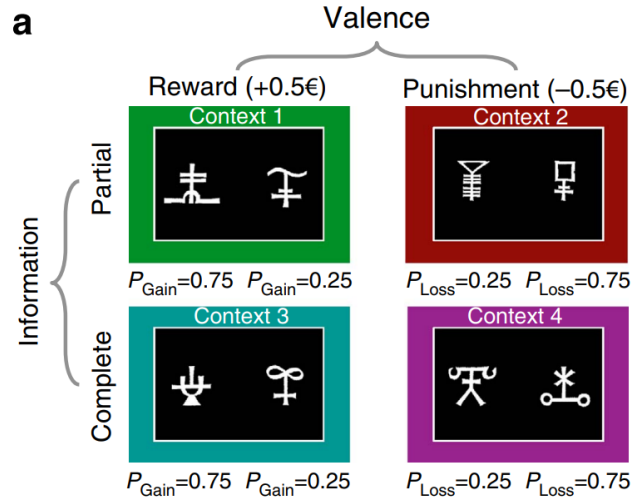 a
Valence
Reward (+0.5€) Punishment (–0.5€)
Context 1 Context 2
Partial
P_Gain=0.75 P_Gain=0.25 P_Loss=0.25 P_Loss=0.75
Information
Context 3 Context 4
Complete
P_Gain=0.75 P_Gain=0.25 P_Loss=0.25 P_Loss=0.75